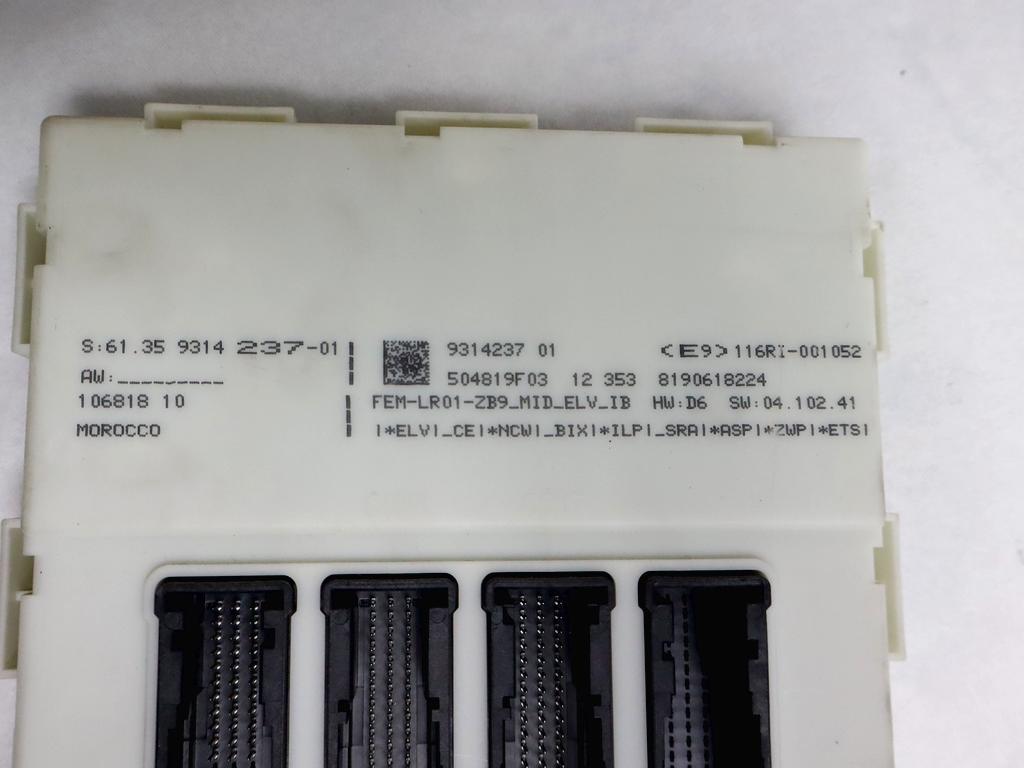 S:61.35 9314 237-01
AW:_________
106818 10
MOROCCO
9314237 01 <E9>116RI-001052
504819F03 12 353 8190618224
FEM-LR01-ZB9_MID_ELV_IB HW:D6 SW:04.102.41
|*ELV|_CE|*NCW|_BIX|*ILP|_SRA|*ASP|*ZWP|*ETS|